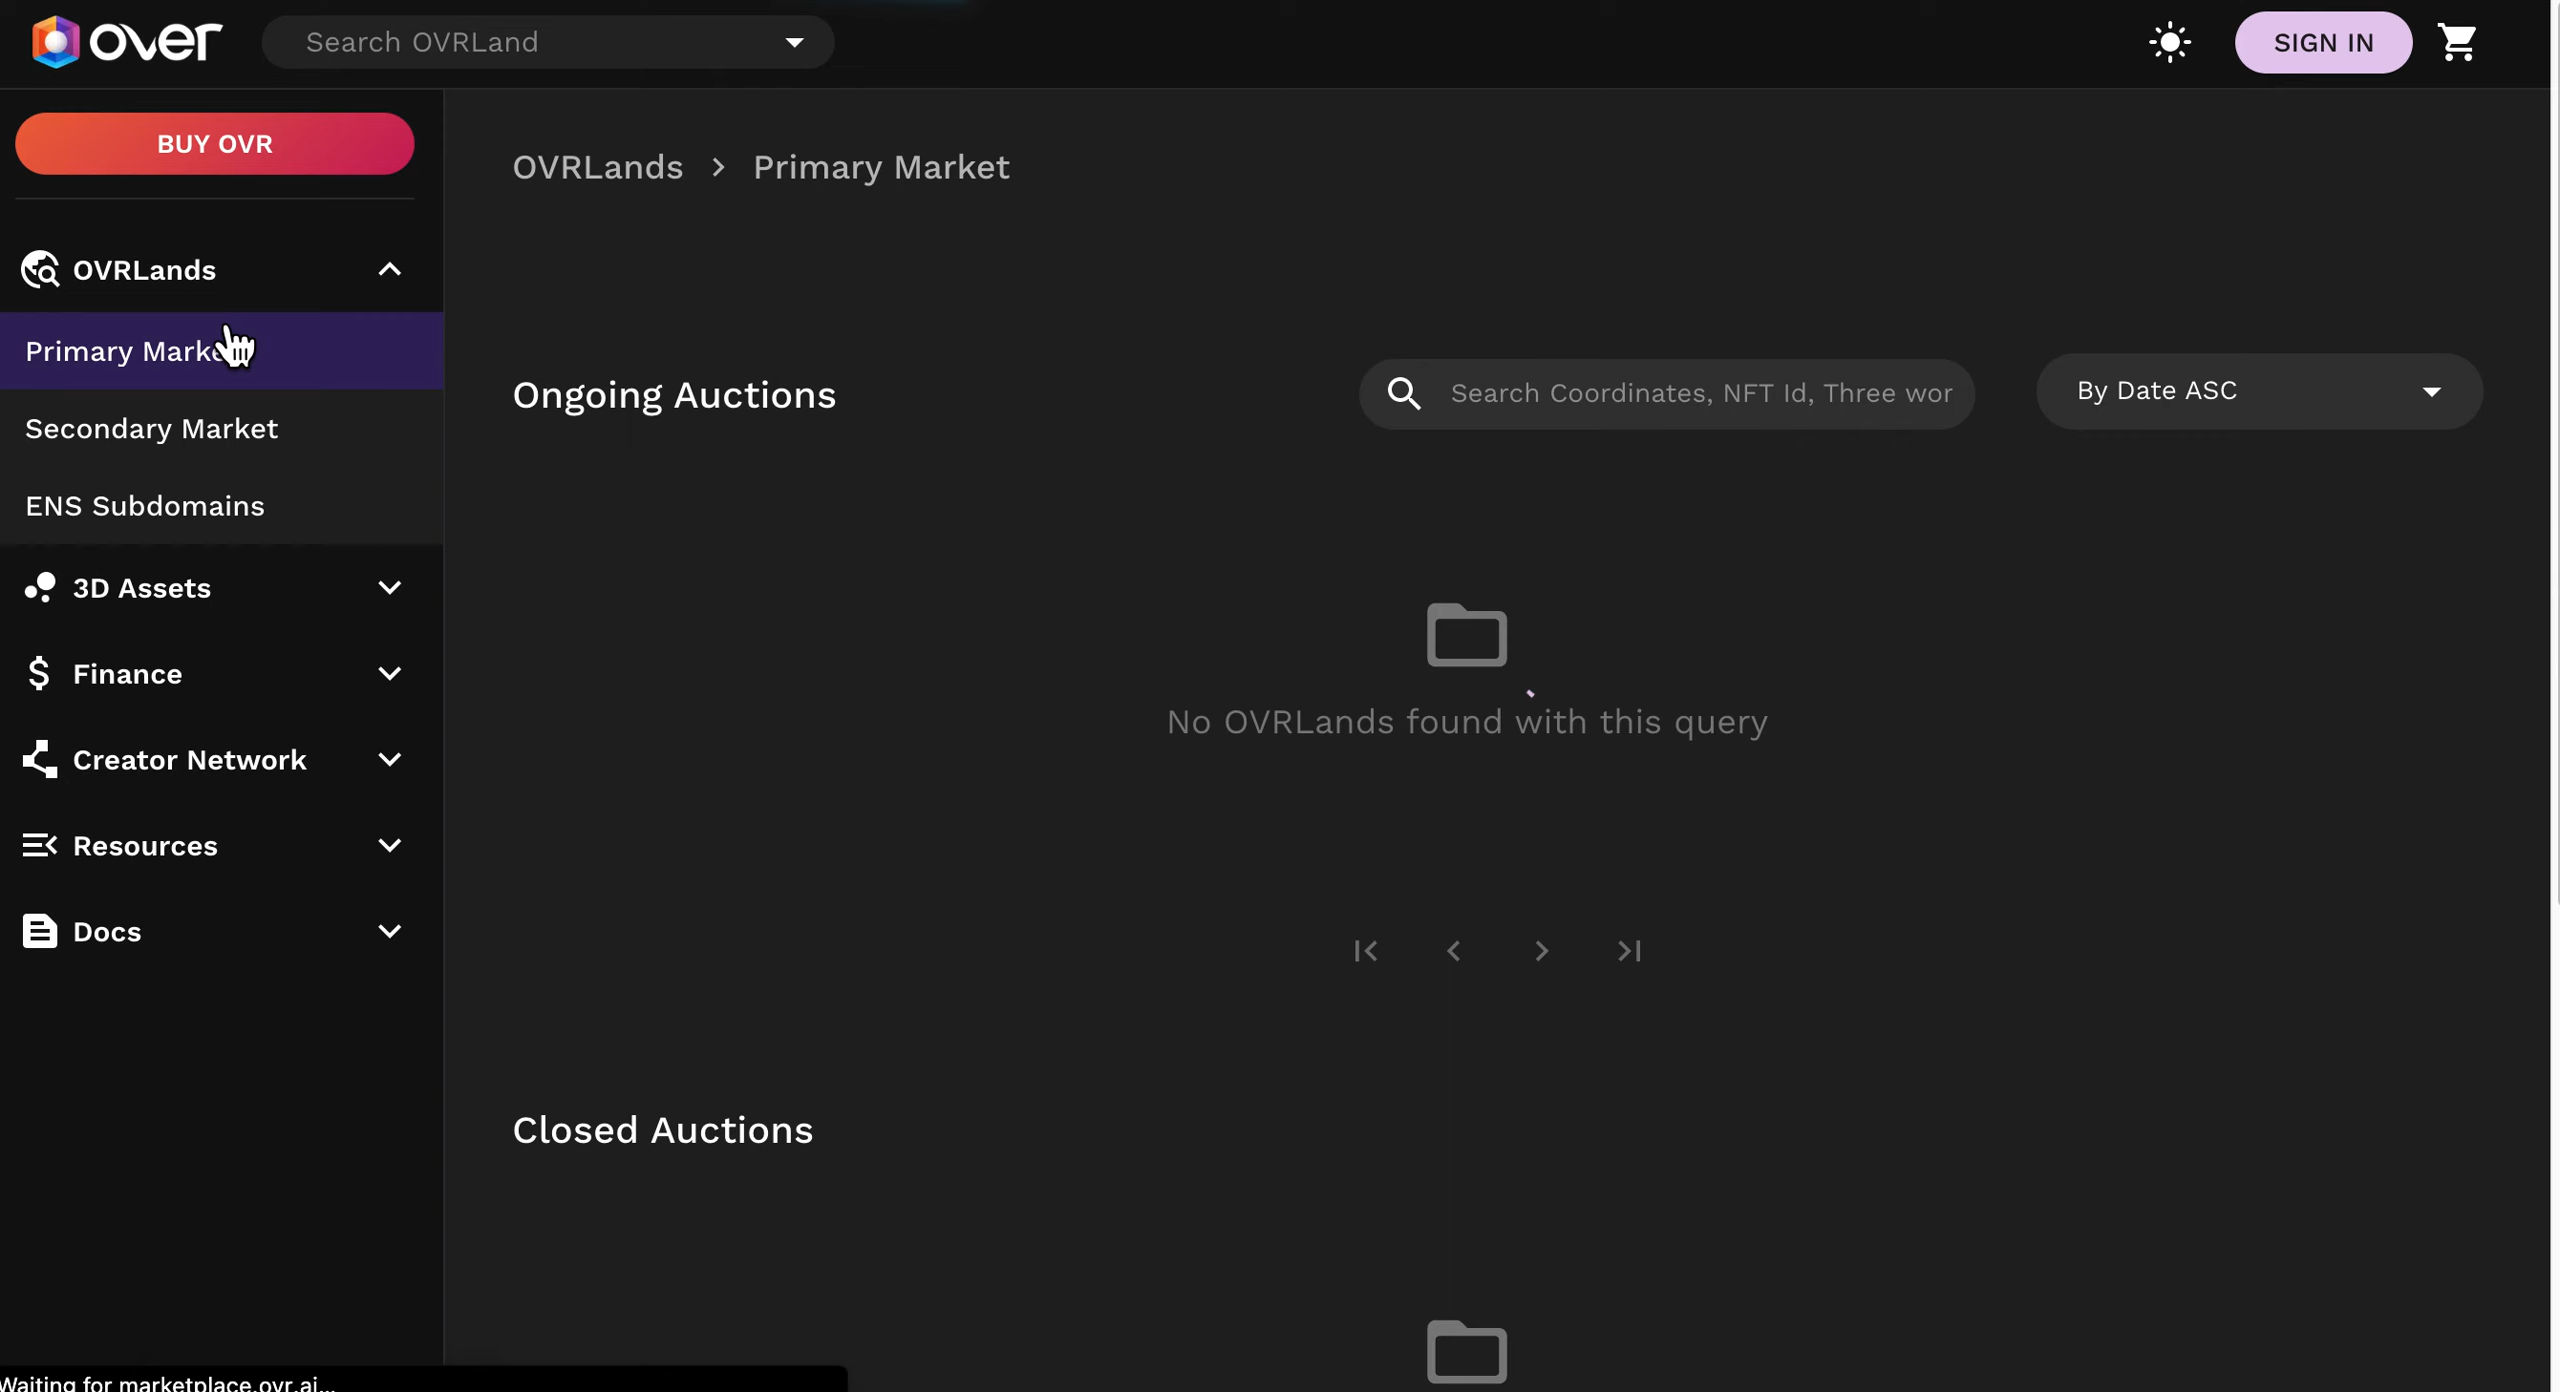 over
Search OVRLand
SIGN IN
BUY OVR
OVRLands > Primary Market
OVRLands
Primary Marke
Secondary Market
ENS Subdomains
3D Assets
Finance
Creator Network
Resources
Docs
Ongoing Auctions
Search Coordinates, NFT Id, Three wor
By Date ASC
No OVRLands found with this query
Closed Auctions
Waiting for marketplace.ovr.ai...